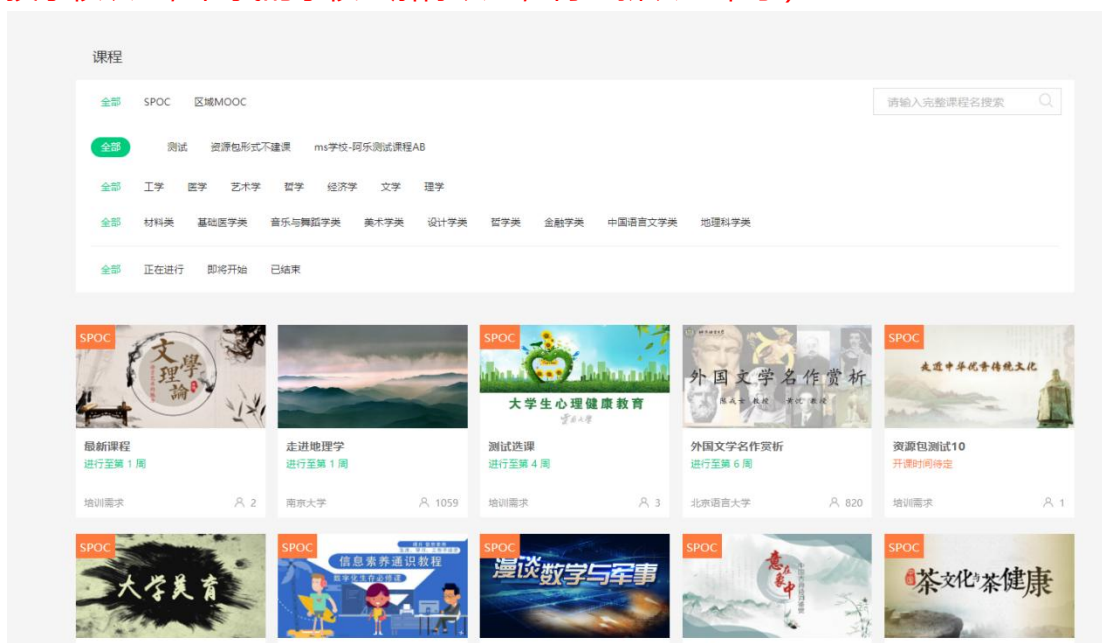 课程
全部 SPOC 区域MOOC 请输入完整课程名搜索
全部 测试 资源包形式不建课 ms学校-阿乐测试课程AB
全部 工学 医学 艺术学 哲学 经济学 文学 理学
全部 材料类 基础医学类 音乐与舞蹈学类 美术学类 设计学类 哲学类 金融学类 中国语言文学类 地理科学类
全部 正在进行 即将开始 已结束
SPOC SPOC SPOC
文學理論
大学生心理健康教育
外国文学名作赏析
走进中华优秀传统文化
最新课程 走进地理学 测试选课 外国文学名作赏析 资源包测试10
进行至第 1 周 进行至第 1 周 进行至第 4 周 进行至第 6 周 开课时间待定
培训需求 2 南京大学 1059 培训需求 3 北京语言大学 820 培训需求 1
SPOC SPOC SPOC SPOC SPOC
大学美育
信息素养通识教程
数字化生存必修课
漫谈数学与军事
意在象中
茶文化与茶健康